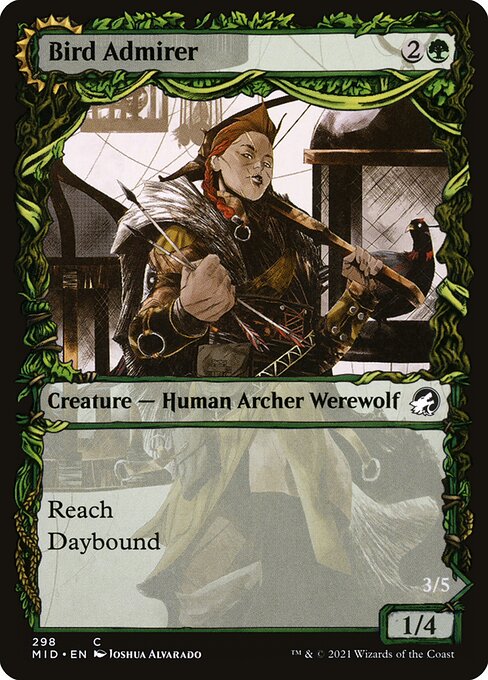 Bird Admirer 2
Creature — Human Archer Werewolf
Reach
Daybound
3/5
1/4
298 C
MID • EN Joshua Alvarado
™ & © 2021 Wizards of the Coast